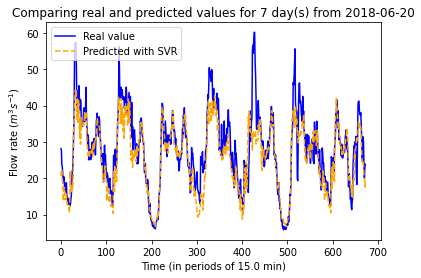 Comparing real and predicted values for 7 day(s) from 2018-06-20
Real value
Predicted with SVR
60
50
40
30
20
10
Flow rate (m³s⁻¹)
0 100 200 300 400 500 600 700
Time (in periods of 15.0 min)